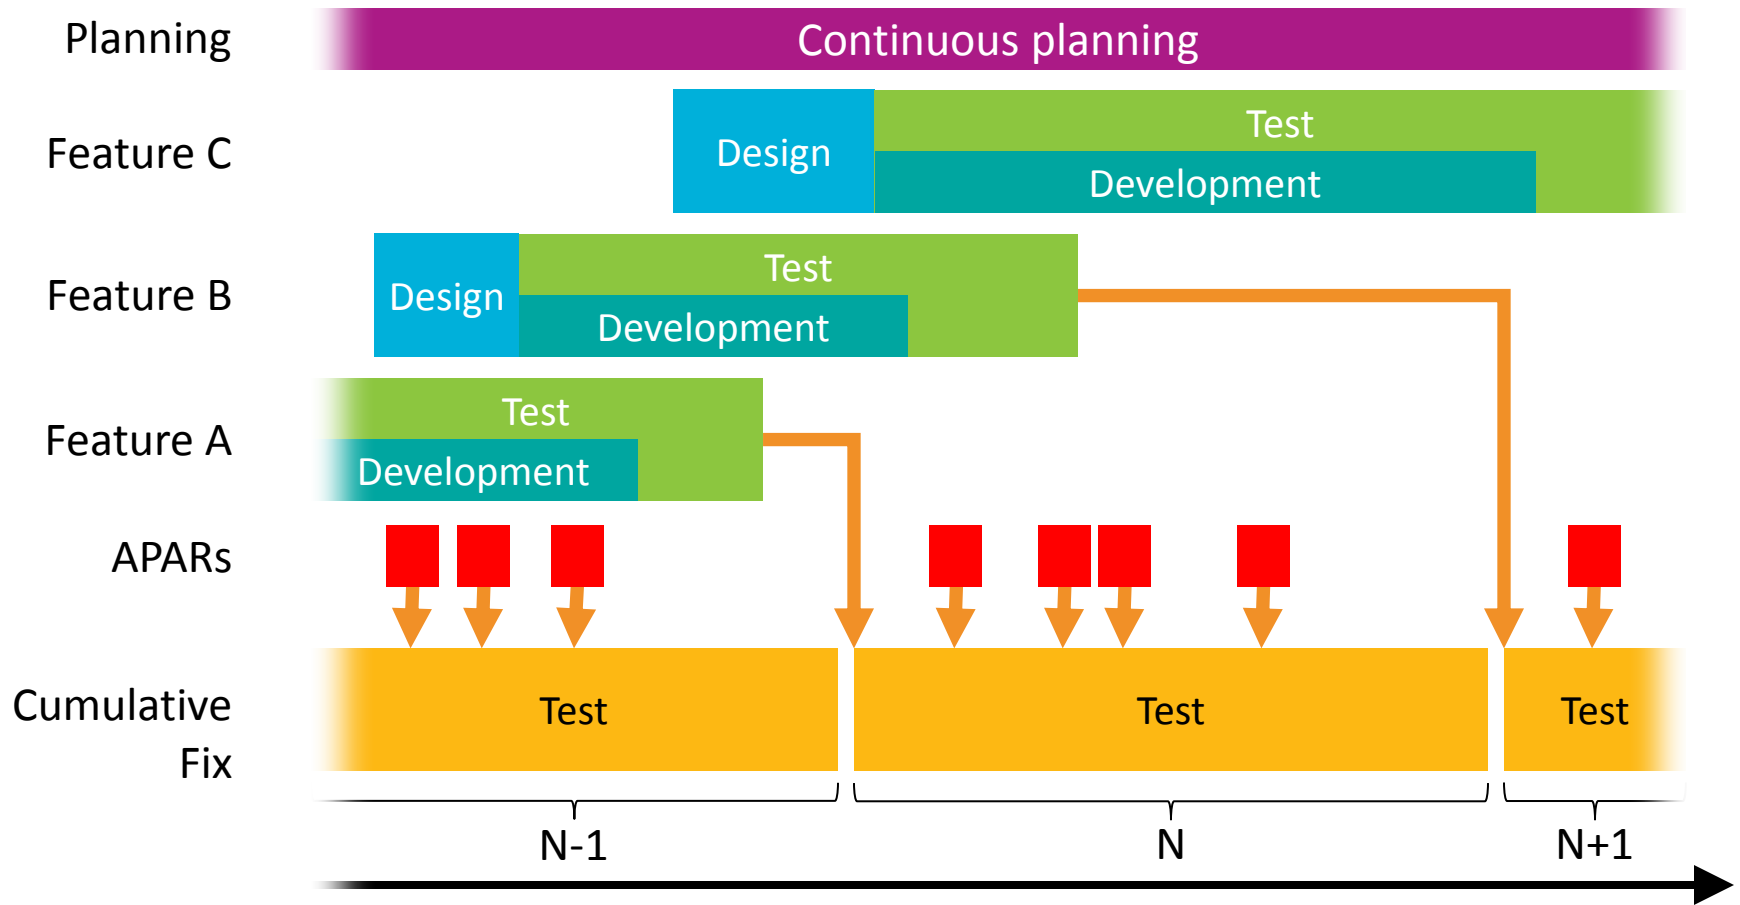 Planning
Continuous planning
Feature C
Design
Test
Development
Feature B
Design
Test
Development
Feature A
Test
Development
APARs
Cumulative
Fix
Test
Test
Test
N-1
N
N+1